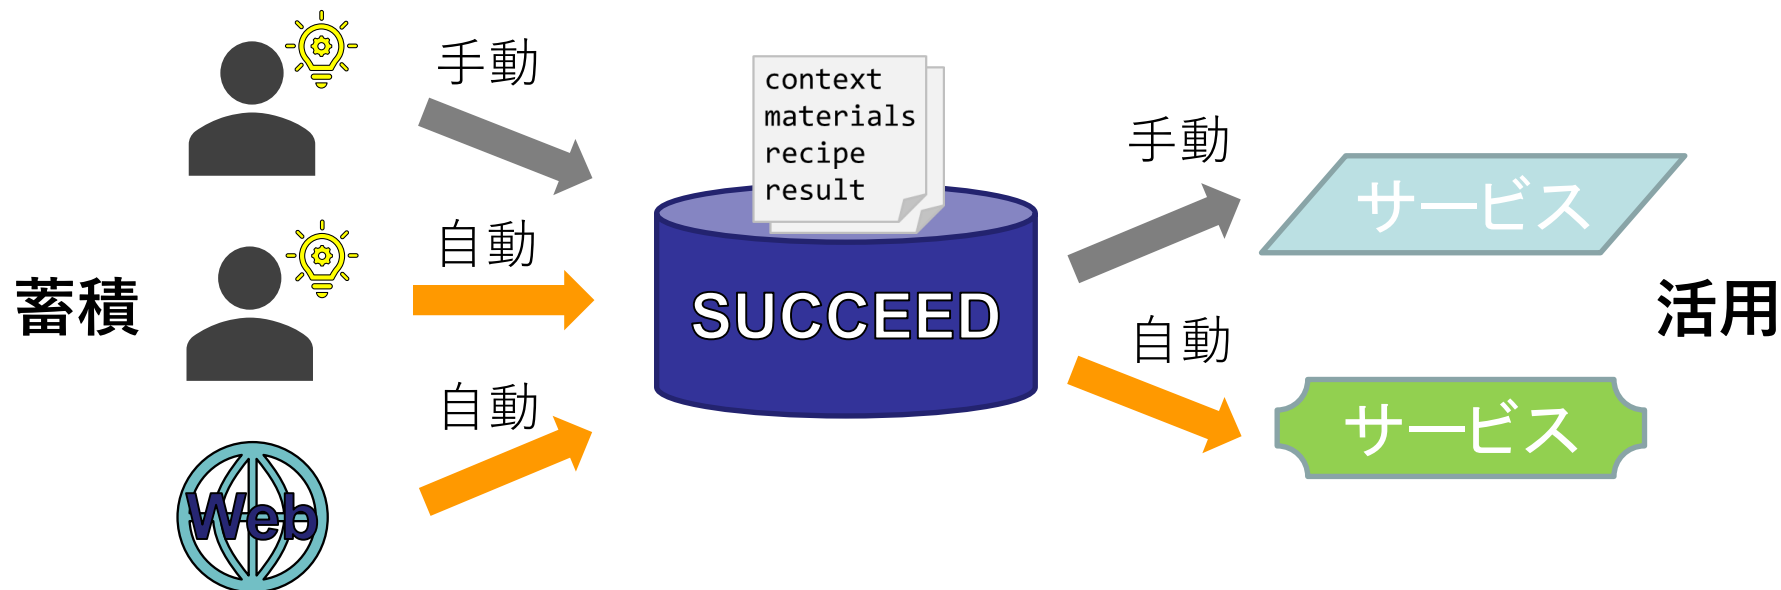 蓄積
手動
自動
自動
Web
context
materials
recipe
result
SUCCEED
手動
自動
サービス
サービス
活用